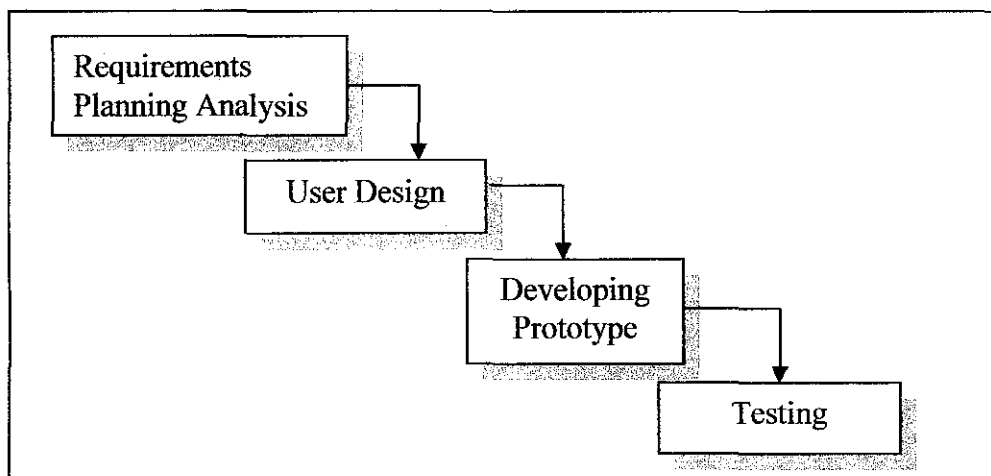 Requirements
Planning Analysis
User Design
Developing
Prototype
Testing